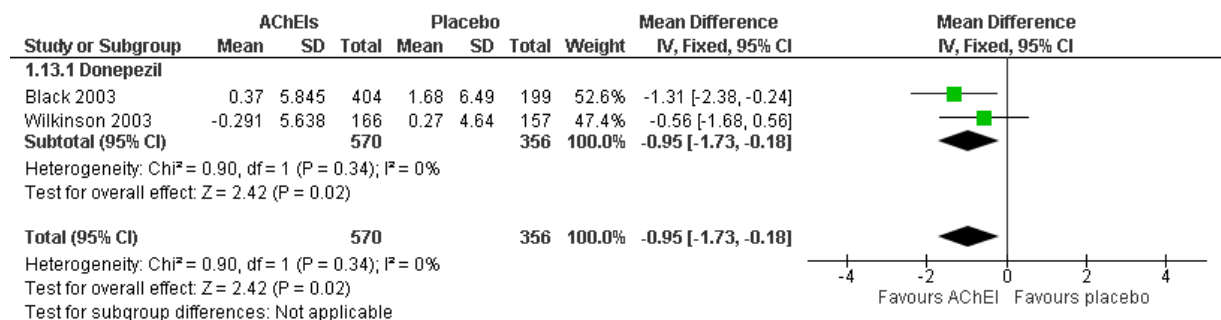 AChEIs Placebo Mean Difference Mean Difference
Study or Subgroup Mean SD Total Mean SD Total Weight IV, Fixed, 95% CI IV, Fixed, 95% CI
1.13.1 Donepezil
Black 2003 0.37 5.845 404 1.68 6.49 199 52.6% -1.31 [-2.38, -0.24]
Wilkinson 2003 -0.291 5.638 166 0.27 4.64 157 47.4% -0.56 [-1.68, 0.56]
Subtotal (95% CI) 570 356 100.0% -0.95 [-1.73, -0.18]
Heterogeneity: Chi² = 0.90, df = 1 (P = 0.34); I² = 0%
Test for overall effect: Z = 2.42 (P = 0.02)
Total (95% CI) 570 356 100.0% -0.95 [-1.73, -0.18]
Heterogeneity: Chi² = 0.90, df = 1 (P = 0.34); I² = 0%
Test for overall effect: Z = 2.42 (P = 0.02)
Test for subgroup differences: Not applicable
-4 -2 0 2 4
Favours AChEI Favours placebo